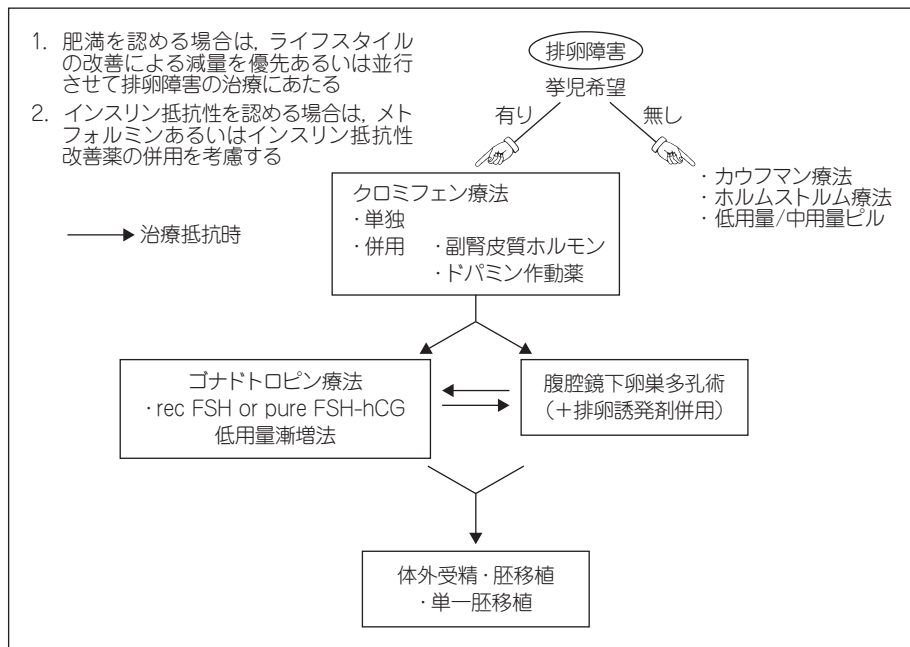 1. 肥満を認める場合は, ライフスタイル
の改善による減量を優先あるいは並行
させて排卵障害の治療にあたる
2. インスリン抵抗性を認める場合は, メト
フォルミンあるいはインスリン抵抗性
改善薬の併用を考慮する
→ 治療抵抗時
排卵障害
挙児希望
有り
無し
・カウフマン療法
・ホルムストルム療法
・低用量/中用量ピル
クロミフェン療法
・単独
・併用 ・副腎皮質ホルモン
・ドパミン作動薬
ゴナドトロピン療法
・rec FSH or pure FSH-hCG
低用量漸増法
腹腔鏡下卵巣多孔術
(+排卵誘発剤併用)
体外受精・胚移植
・単一胚移植